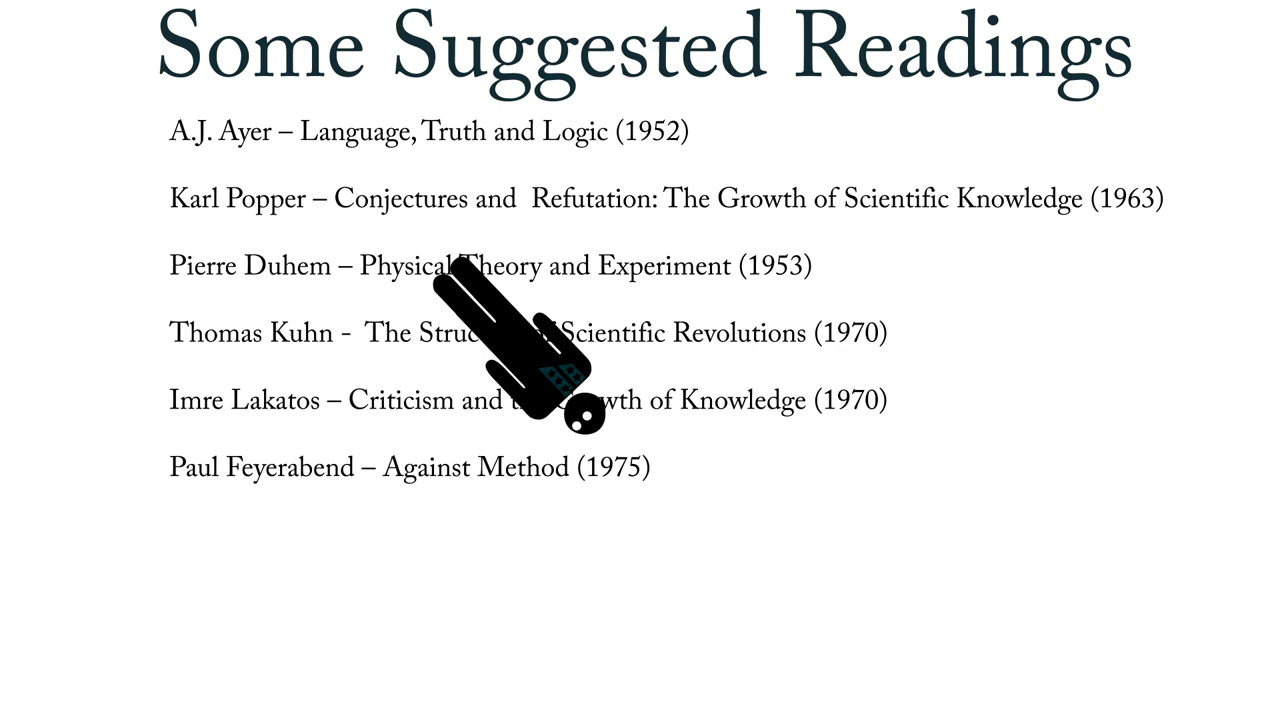 Some Suggested Readings
A.J. Ayer – Language, Truth and Logic (1952)
Karl Popper – Conjectures and Refutation: The Growth of Scientific Knowledge (1963)
Pierre Duhem – Physical Theory and Experiment (1953)
Thomas Kuhn - The Scientific Revolutions (1970)
Imre Lakatos – Criticism and of Knowledge (1970)
Paul Feyerabend – Against Method (1975)